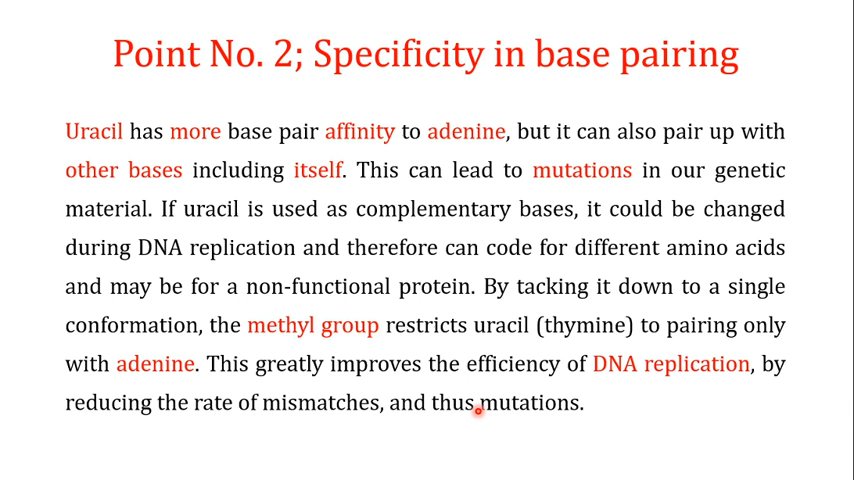 Point No. 2; Specificity in base pairing
Uracil has more base pair affinity to adenine, but it can also pair up with
other bases including itself. This can lead to mutations in our genetic
material. If uracil is used as complementary bases, it could be changed
during DNA replication and therefore can code for different amino acids
and may be for a non-functional protein. By tacking it down to a single
conformation, the methyl group restricts uracil (thymine) to pairing only
with adenine. This greatly improves the efficiency of DNA replication, by
reducing the rate of mismatches, and thus mutations.